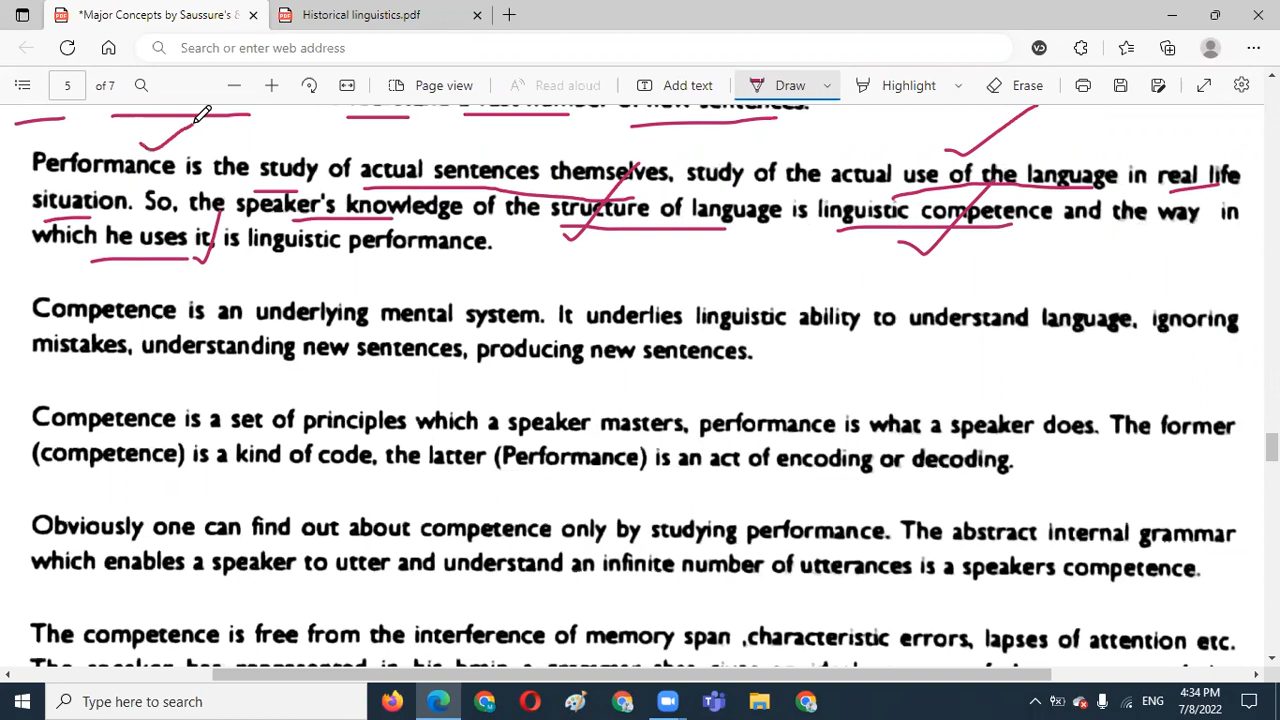 *Major Concepts by Saussure's &
Historical linguistics.pdf
Search or enter web address
5 of 7
Page view
Read aloud
Add text
Draw
Highlight
Erase
number of new sentences.
Performance is the study of actual sentences themselves, study of the actual use of the language in real life
situation. So, the speaker's knowledge of the structure of language is linguistic competence and the way in
which he uses it, is linguistic performance.
Competence is an underlying mental system. It underlies linguistic ability to understand language, ignoring
mistakes, understanding new sentences, producing new sentences.
Competence is a set of principles which a speaker masters, performance is what a speaker does. The former
(competence) is a kind of code, the latter (Performance) is an act of encoding or decoding.
Obviously one can find out about competence only by studying performance. The abstract internal grammar
which enables a speaker to utter and understand an infinite number of utterances is a speakers competence.
The competence is free from the interference of memory span ,characteristic errors, lapses of attention etc.
Type here to search
ENG
4:34 PM
7/8/2022